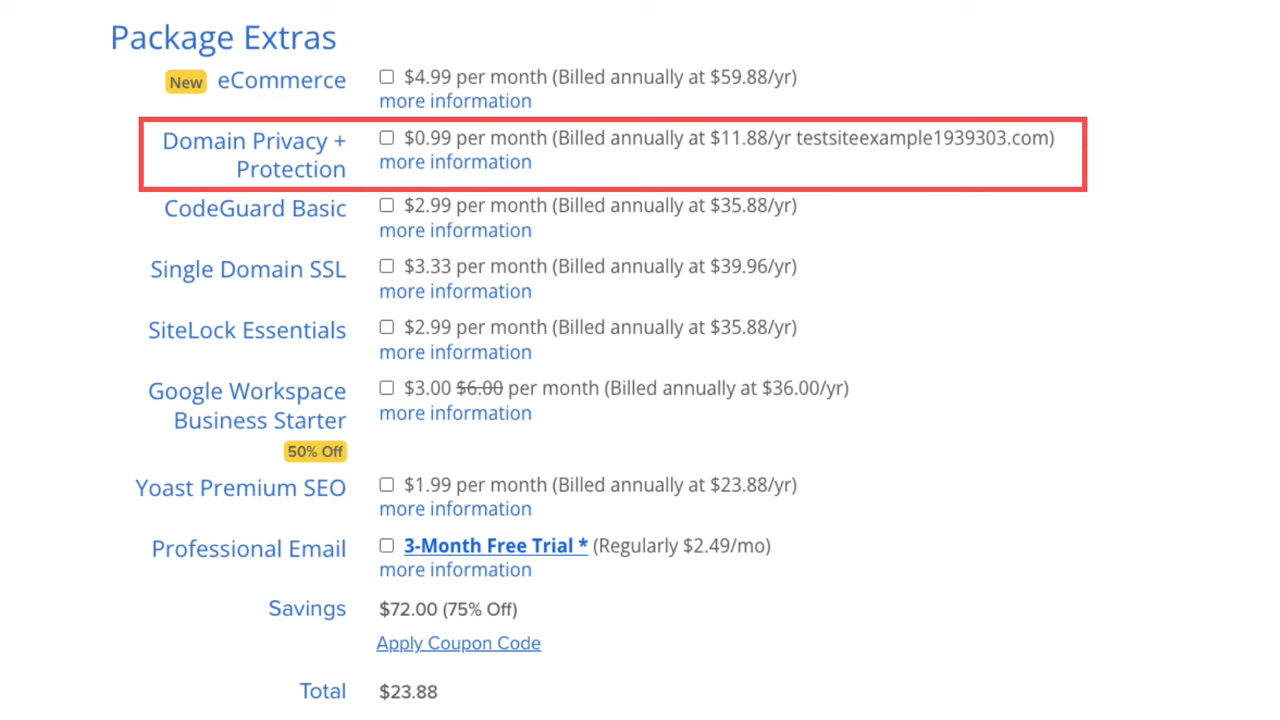 Package Extras
New eCommerce $4.99 per month (Billed annually at $59.88/yr)
more information
Domain Privacy + $0.99 per month (Billed annually at $11.88/yr testsiteexample1939303.com)
Protection more information
CodeGuard Basic $2.99 per month (Billed annually at $35.88/yr)
more information
Single Domain SSL $3.33 per month (Billed annually at $39.96/yr)
more information
SiteLock Essentials $2.99 per month (Billed annually at $35.88/yr)
more information
Google Workspace $3.00 $6.00 per month (Billed annually at $36.00/yr)
Business Starter more information
50% Off
Yoast Premium SEO $1.99 per month (Billed annually at $23.88/yr)
more information
Professional Email 3-Month Free Trial * (Regularly $2.49/mo)
more information
Savings $72.00 (75% Off)
Apply Coupon Code
Total $23.88